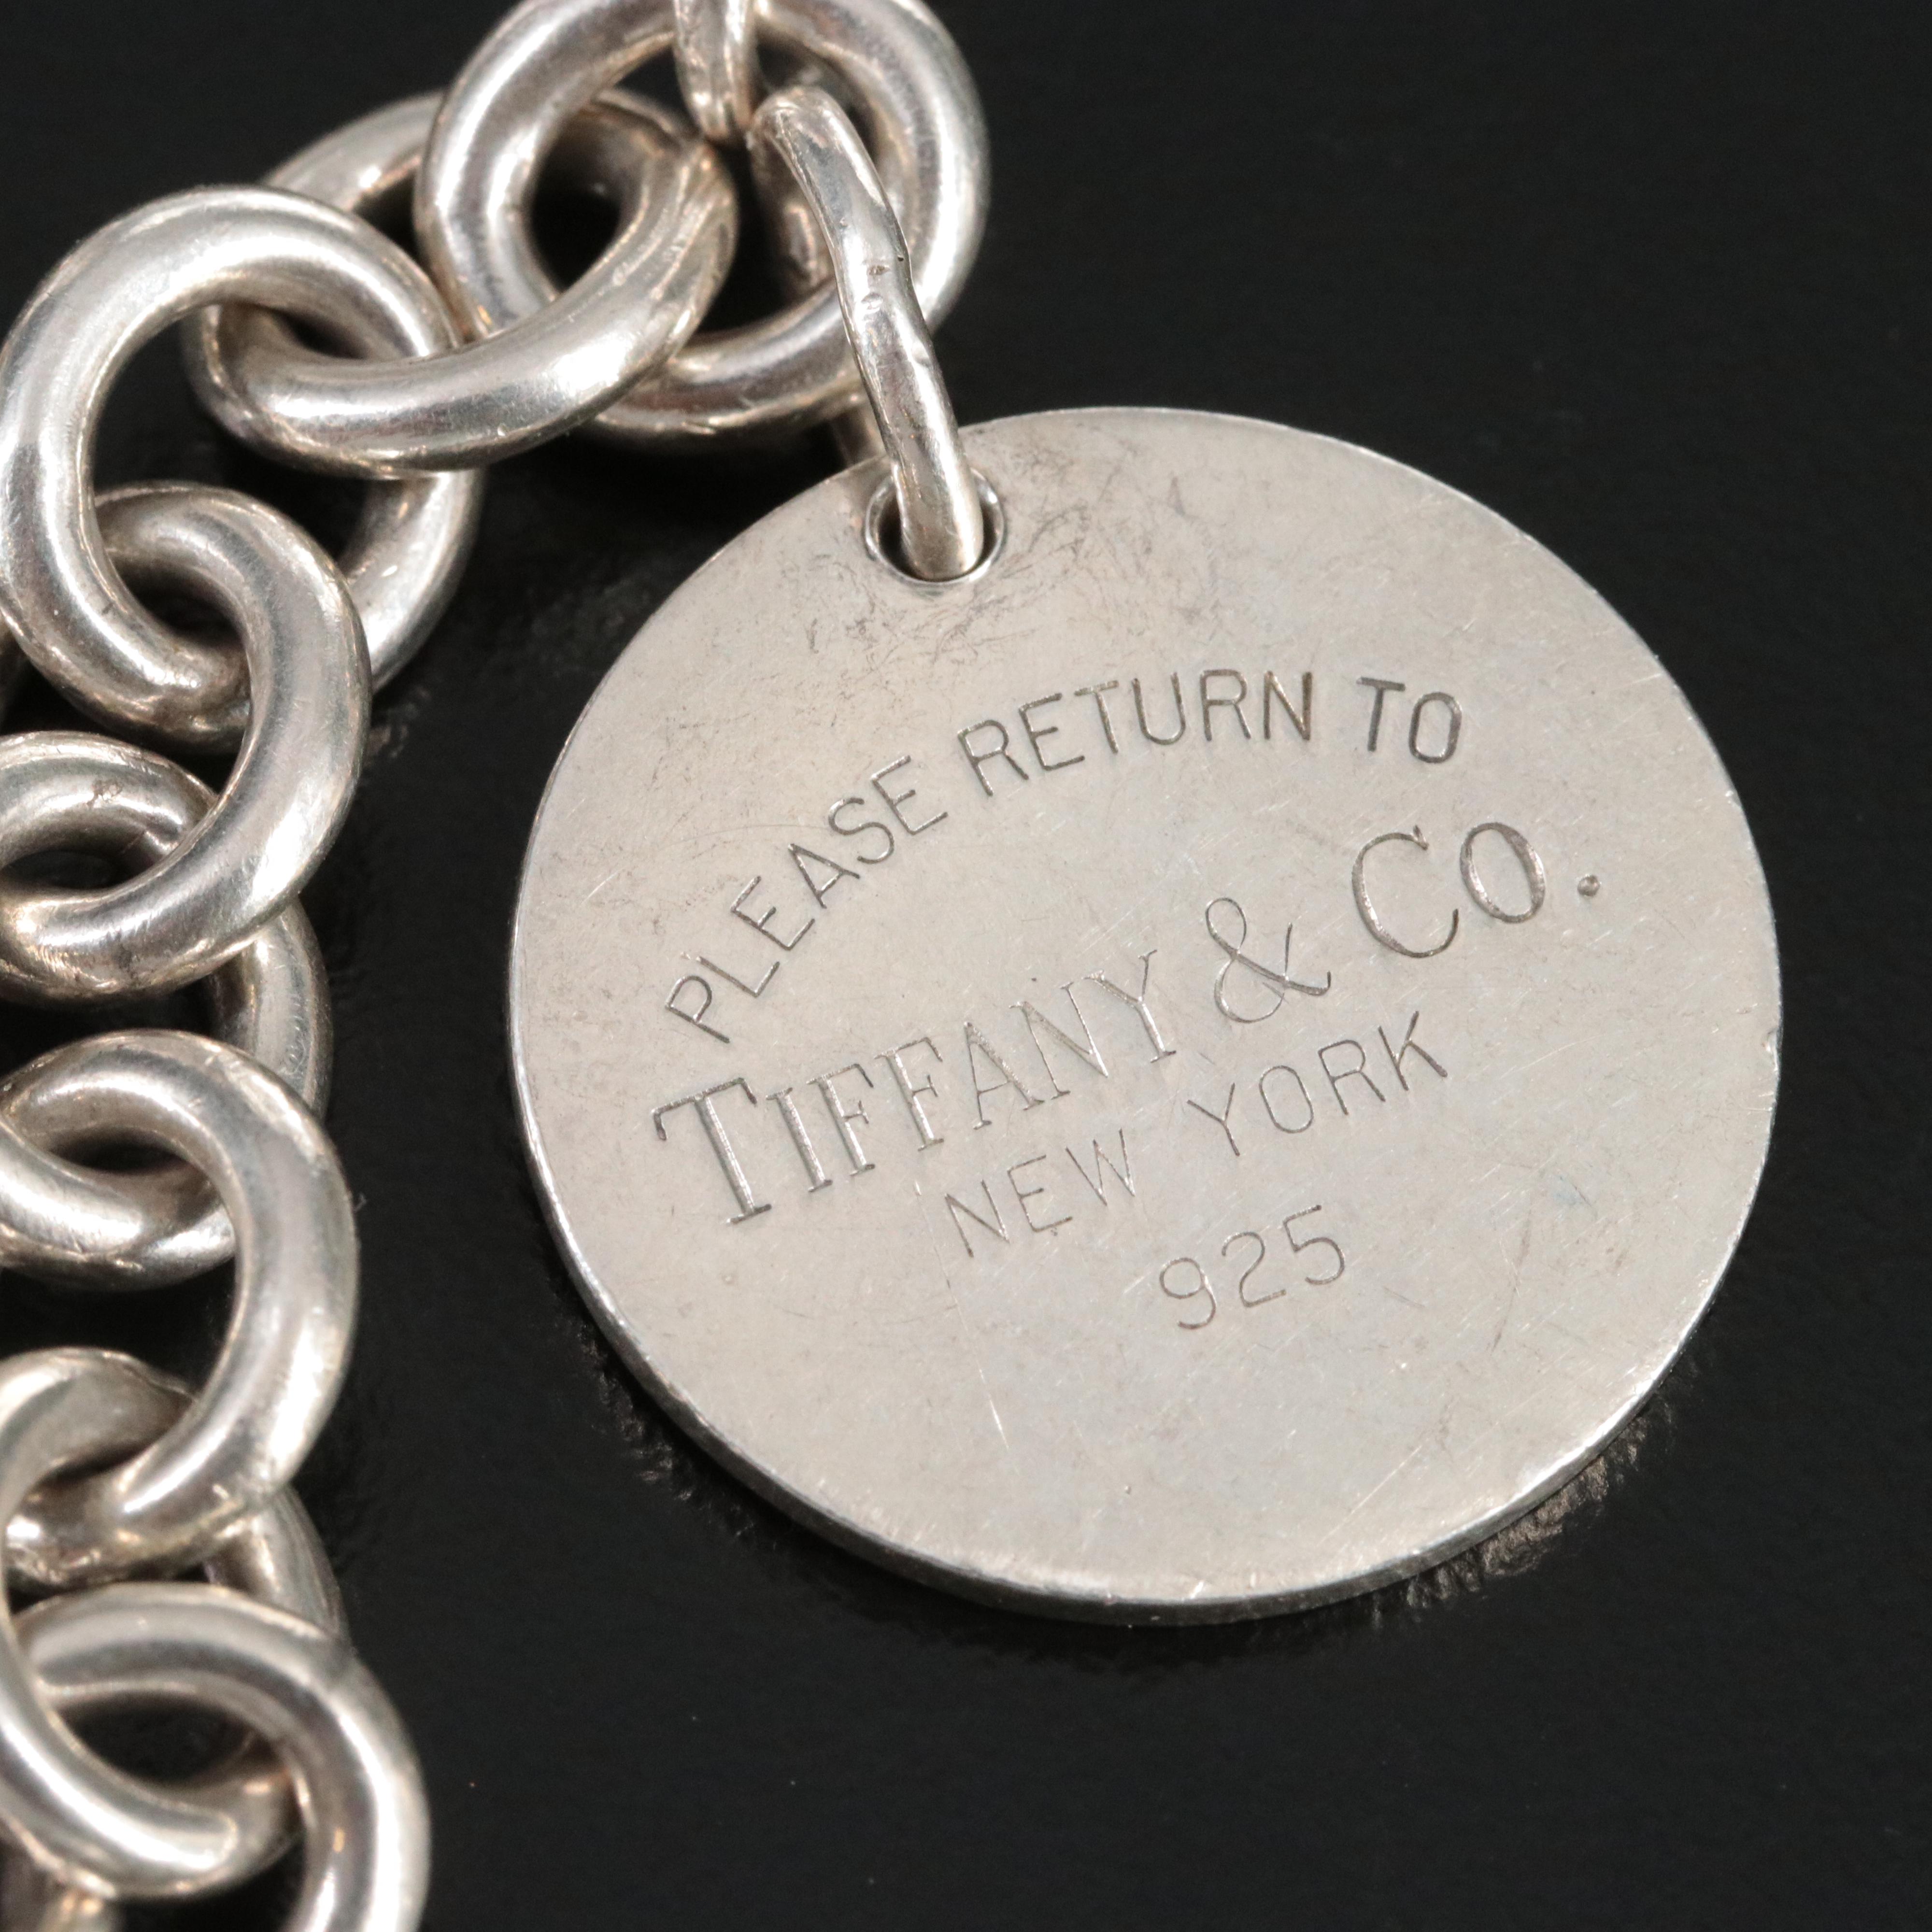 PLEASE RETURN TO
TIFFANY & CO.
NEW YORK
925